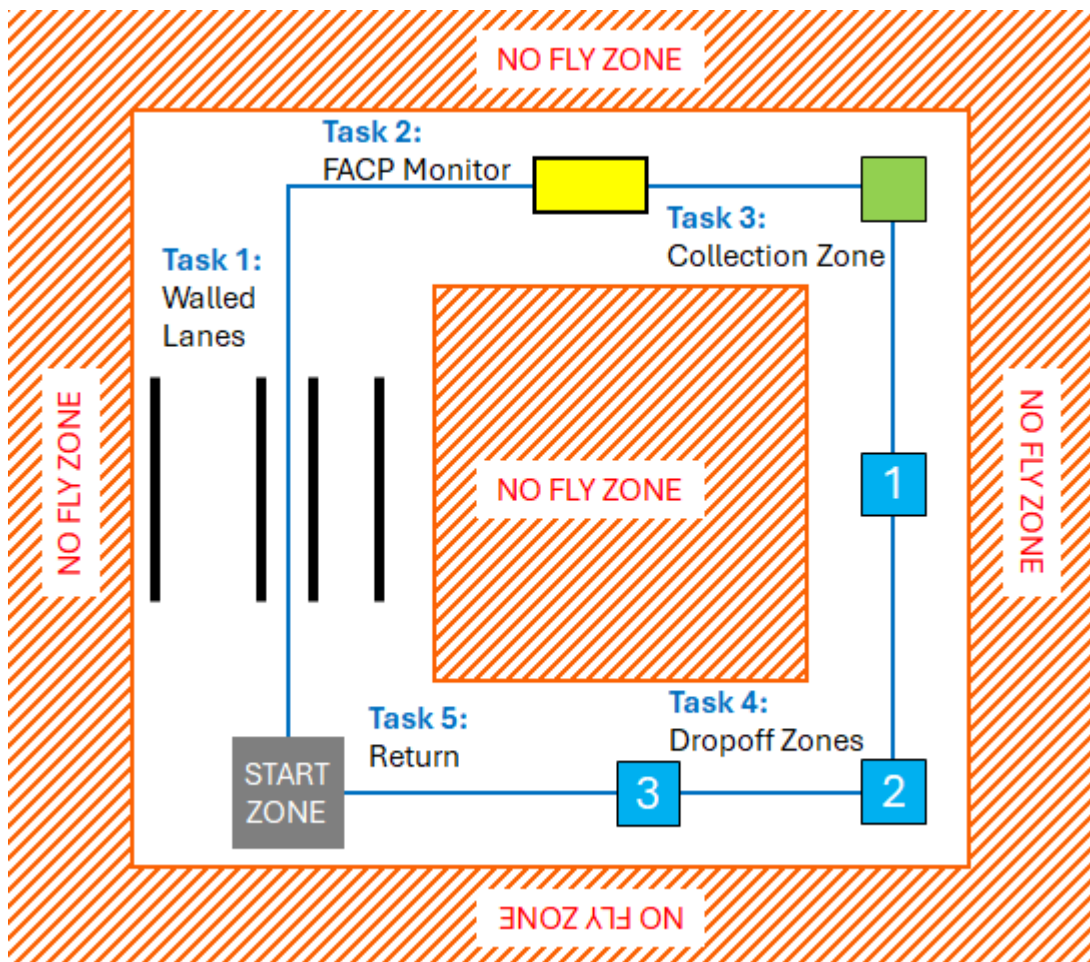 NO FLY ZONE
Task 2:
FACP Monitor
Task 3:
Collection Zone
Task 1:
Walled
Lanes
NO FLY ZONE
NO FLY ZONE
NO FLY ZONE
1
Task 4:
Dropoff Zones
Task 5:
Return
START
ZONE
3
2
NO FLY ZONE